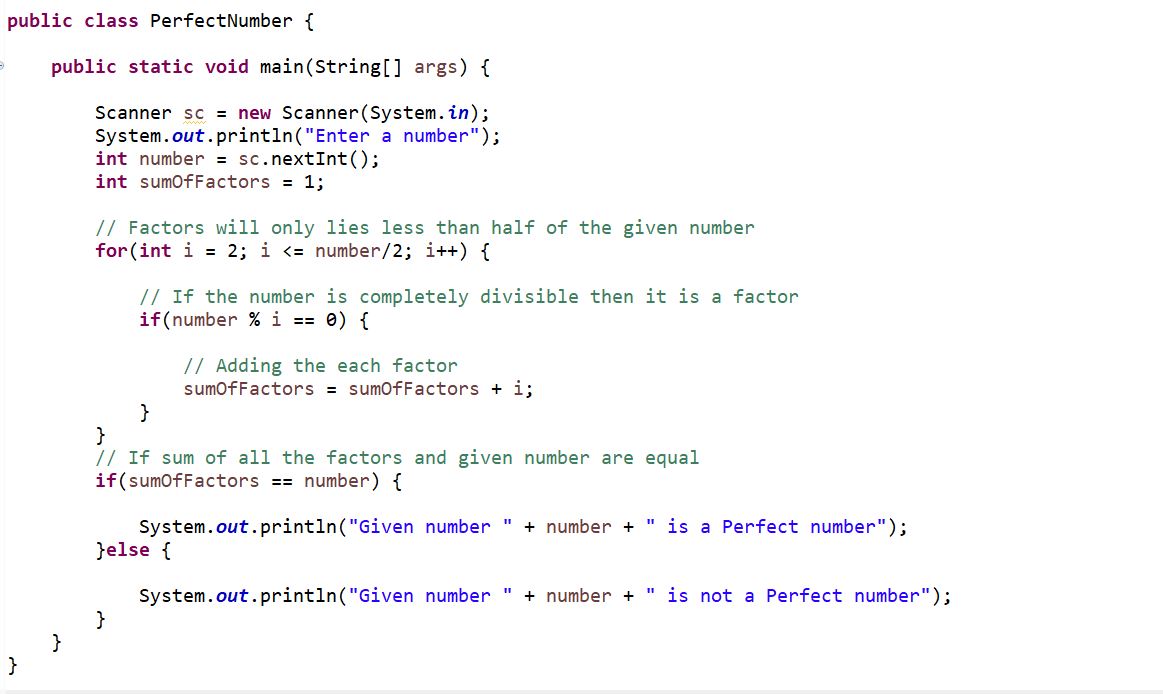 public class PerfectNumber {
public static void main(String[] args) {
Scanner sc = new Scanner(System.in);
System.out.println("Enter a number");
int number = sc.nextInt();
int sumOfFactors = 1;
// Factors will only lies less than half of the given number
for(int i = 2; i <= number/2; i++) {
// If the number is completely divisible then it is a factor
if(number % i == 0) {
// Adding the each factor
sumOfFactors = sumOfFactors + i;
}
}
// If sum of all the factors and given number are equal
if(sumOfFactors == number) {
System.out.println("Given number " + number + " is a Perfect number");
}else {
System.out.println("Given number " + number + " is not a Perfect number");
}
}
}